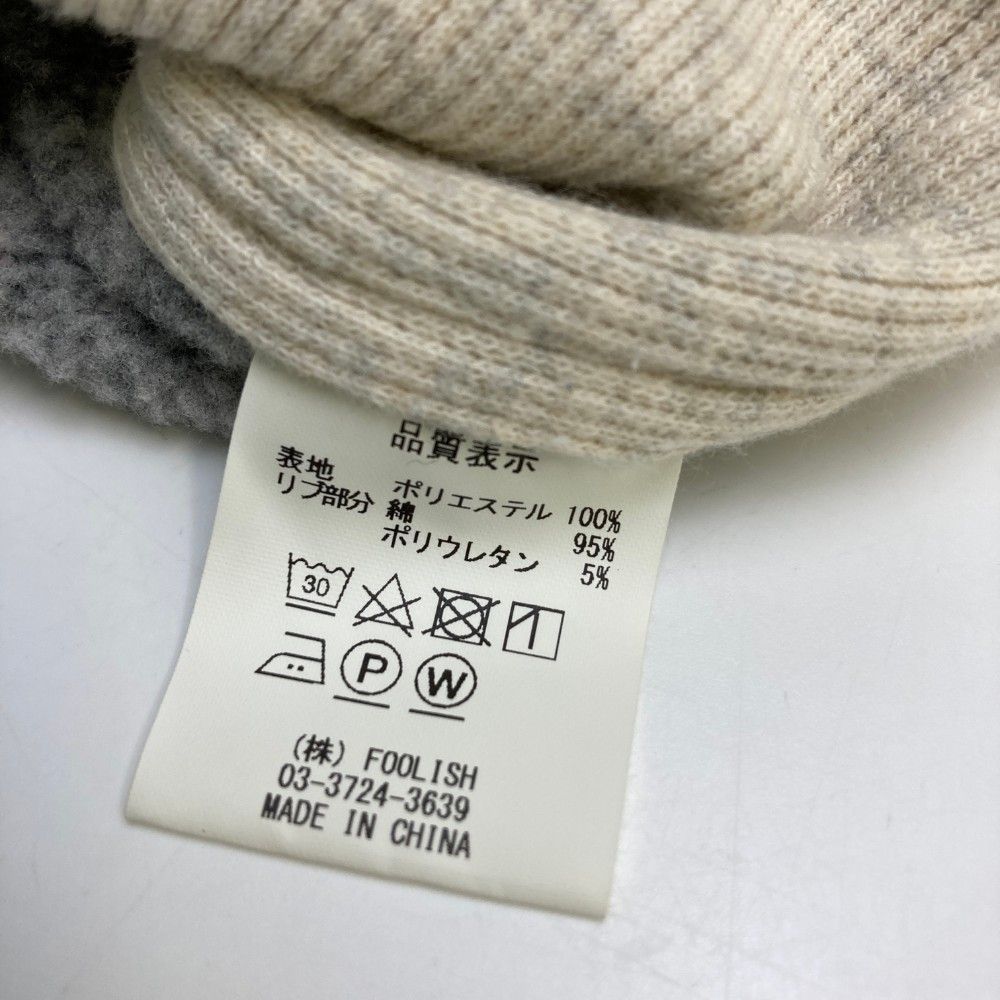 品質表示
表地 ポリエステル 100%
リブ部分 綿 95%
ポリウレタン 5%
30
P W
(株) FOOLISH
03-3724-3639
MADE IN CHINA